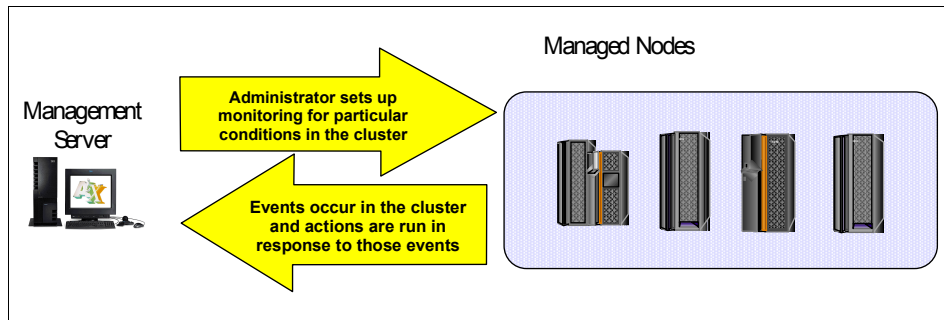 Managed Nodes
Management
Server
Administrator sets up
monitoring for particular
conditions in the cluster
Events occur in the cluster
and actions are run in
response to those events